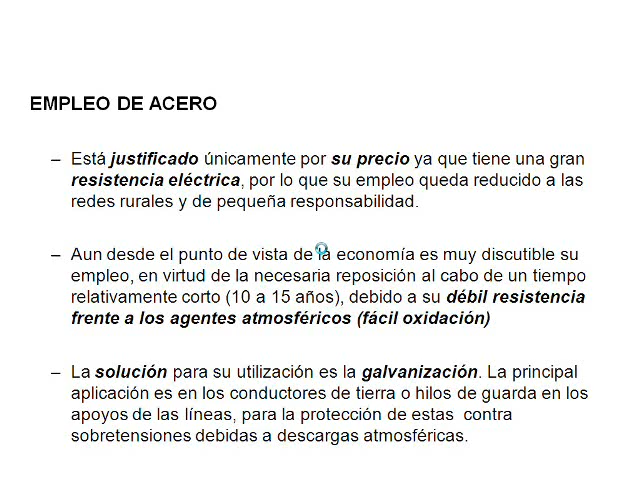 EMPLEO DE ACERO
– Está justificado únicamente por su precio ya que tiene una gran
resistencia eléctrica, por lo que su empleo queda reducido a las
redes rurales y de pequeña responsabilidad.
– Aun desde el punto de vista de la economía es muy discutible su
empleo, en virtud de la necesaria reposición al cabo de un tiempo
relativamente corto (10 a 15 años), debido a su débil resistencia
frente a los agentes atmosféricos (fácil oxidación)
– La solución para su utilización es la galvanización. La principal
aplicación es en los conductores de tierra o hilos de guarda en los
apoyos de las líneas, para la protección de estas contra
sobretensiones debidas a descargas atmosféricas.